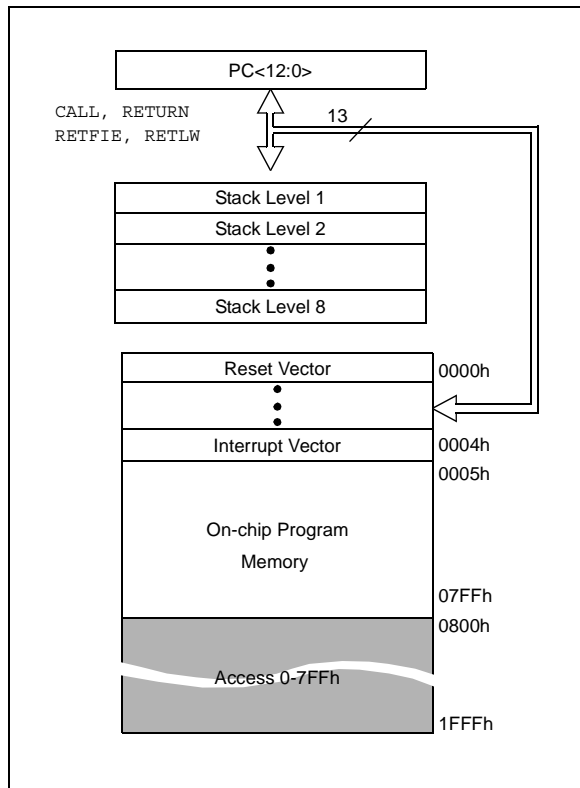 PC<12:0>
CALL, RETURN
RETFIE, RETLW
13
Stack Level 1
Stack Level 2
Stack Level 8
Reset Vector
0000h
Interrupt Vector
0004h
0005h
On-chip Program
Memory
07FFh
0800h
Access 0-7FFh
1FFFh